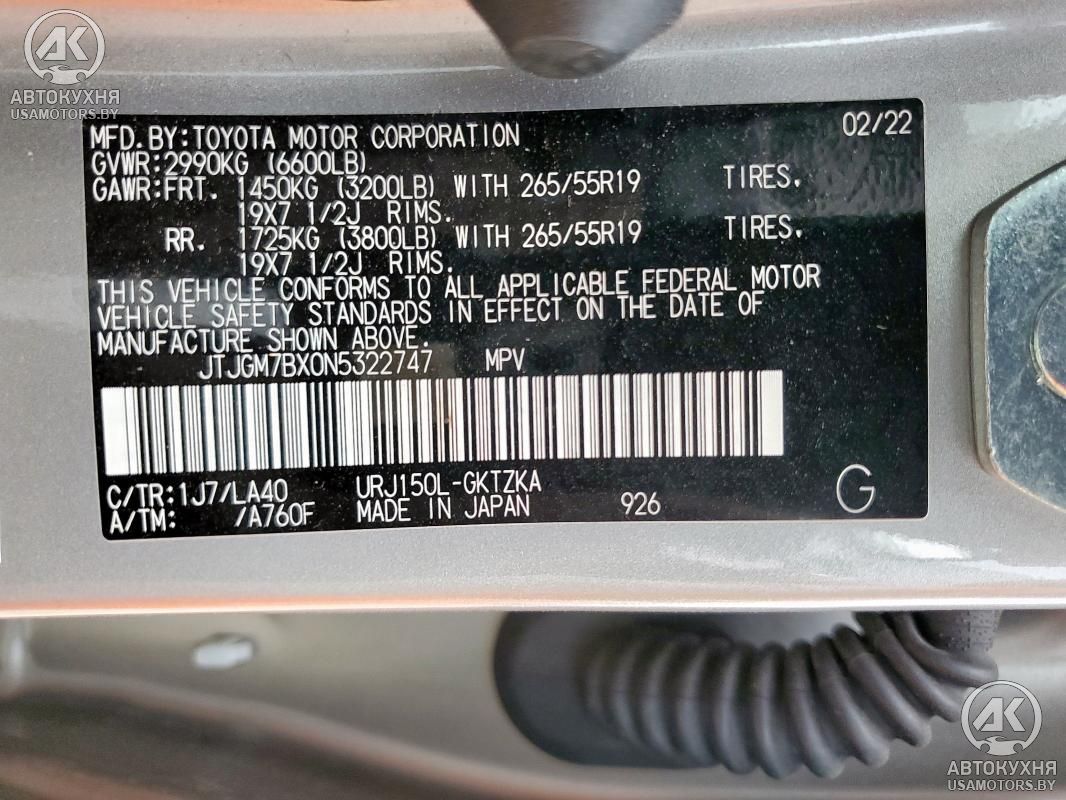 AK
АВТОКУХНЯ
USAMOTORS.BY
MFD.BY:TOYOTA MOTOR CORPORATION 02/22
GVWR:2990KG (6600LB)
GAWR:FRT. 1450KG (3200LB) WITH 265/55R19 TIRES.
19X7 1/2J RIMS.
RR. 1725KG (3800LB) WITH 265/55R19 TIRES.
19X7 1/2J RIMS.
THIS VEHICLE CONFORMS TO ALL APPLICABLE FEDERAL MOTOR
VEHICLE SAFETY STANDARDS IN EFFECT ON THE DATE OF
MANUFACTURE SHOWN ABOVE.
JTJGM7BX0N5322747 MPV
C/TR:1J7/LA40 URJ150L-GKTZKA
A/TM: /A760F MADE IN JAPAN 926 G
AK
АВТОКУХНЯ
USAMOTORS.BY